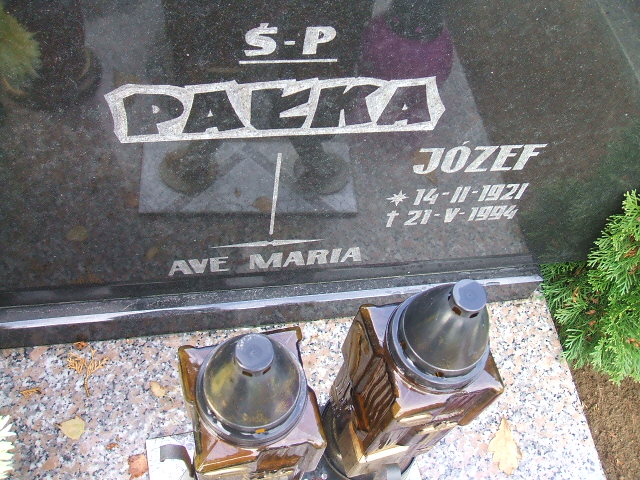 Ś-P
PAŁKA
JÓZEF
* 14-II-1921
† 21-V-1994
AVE MARIA